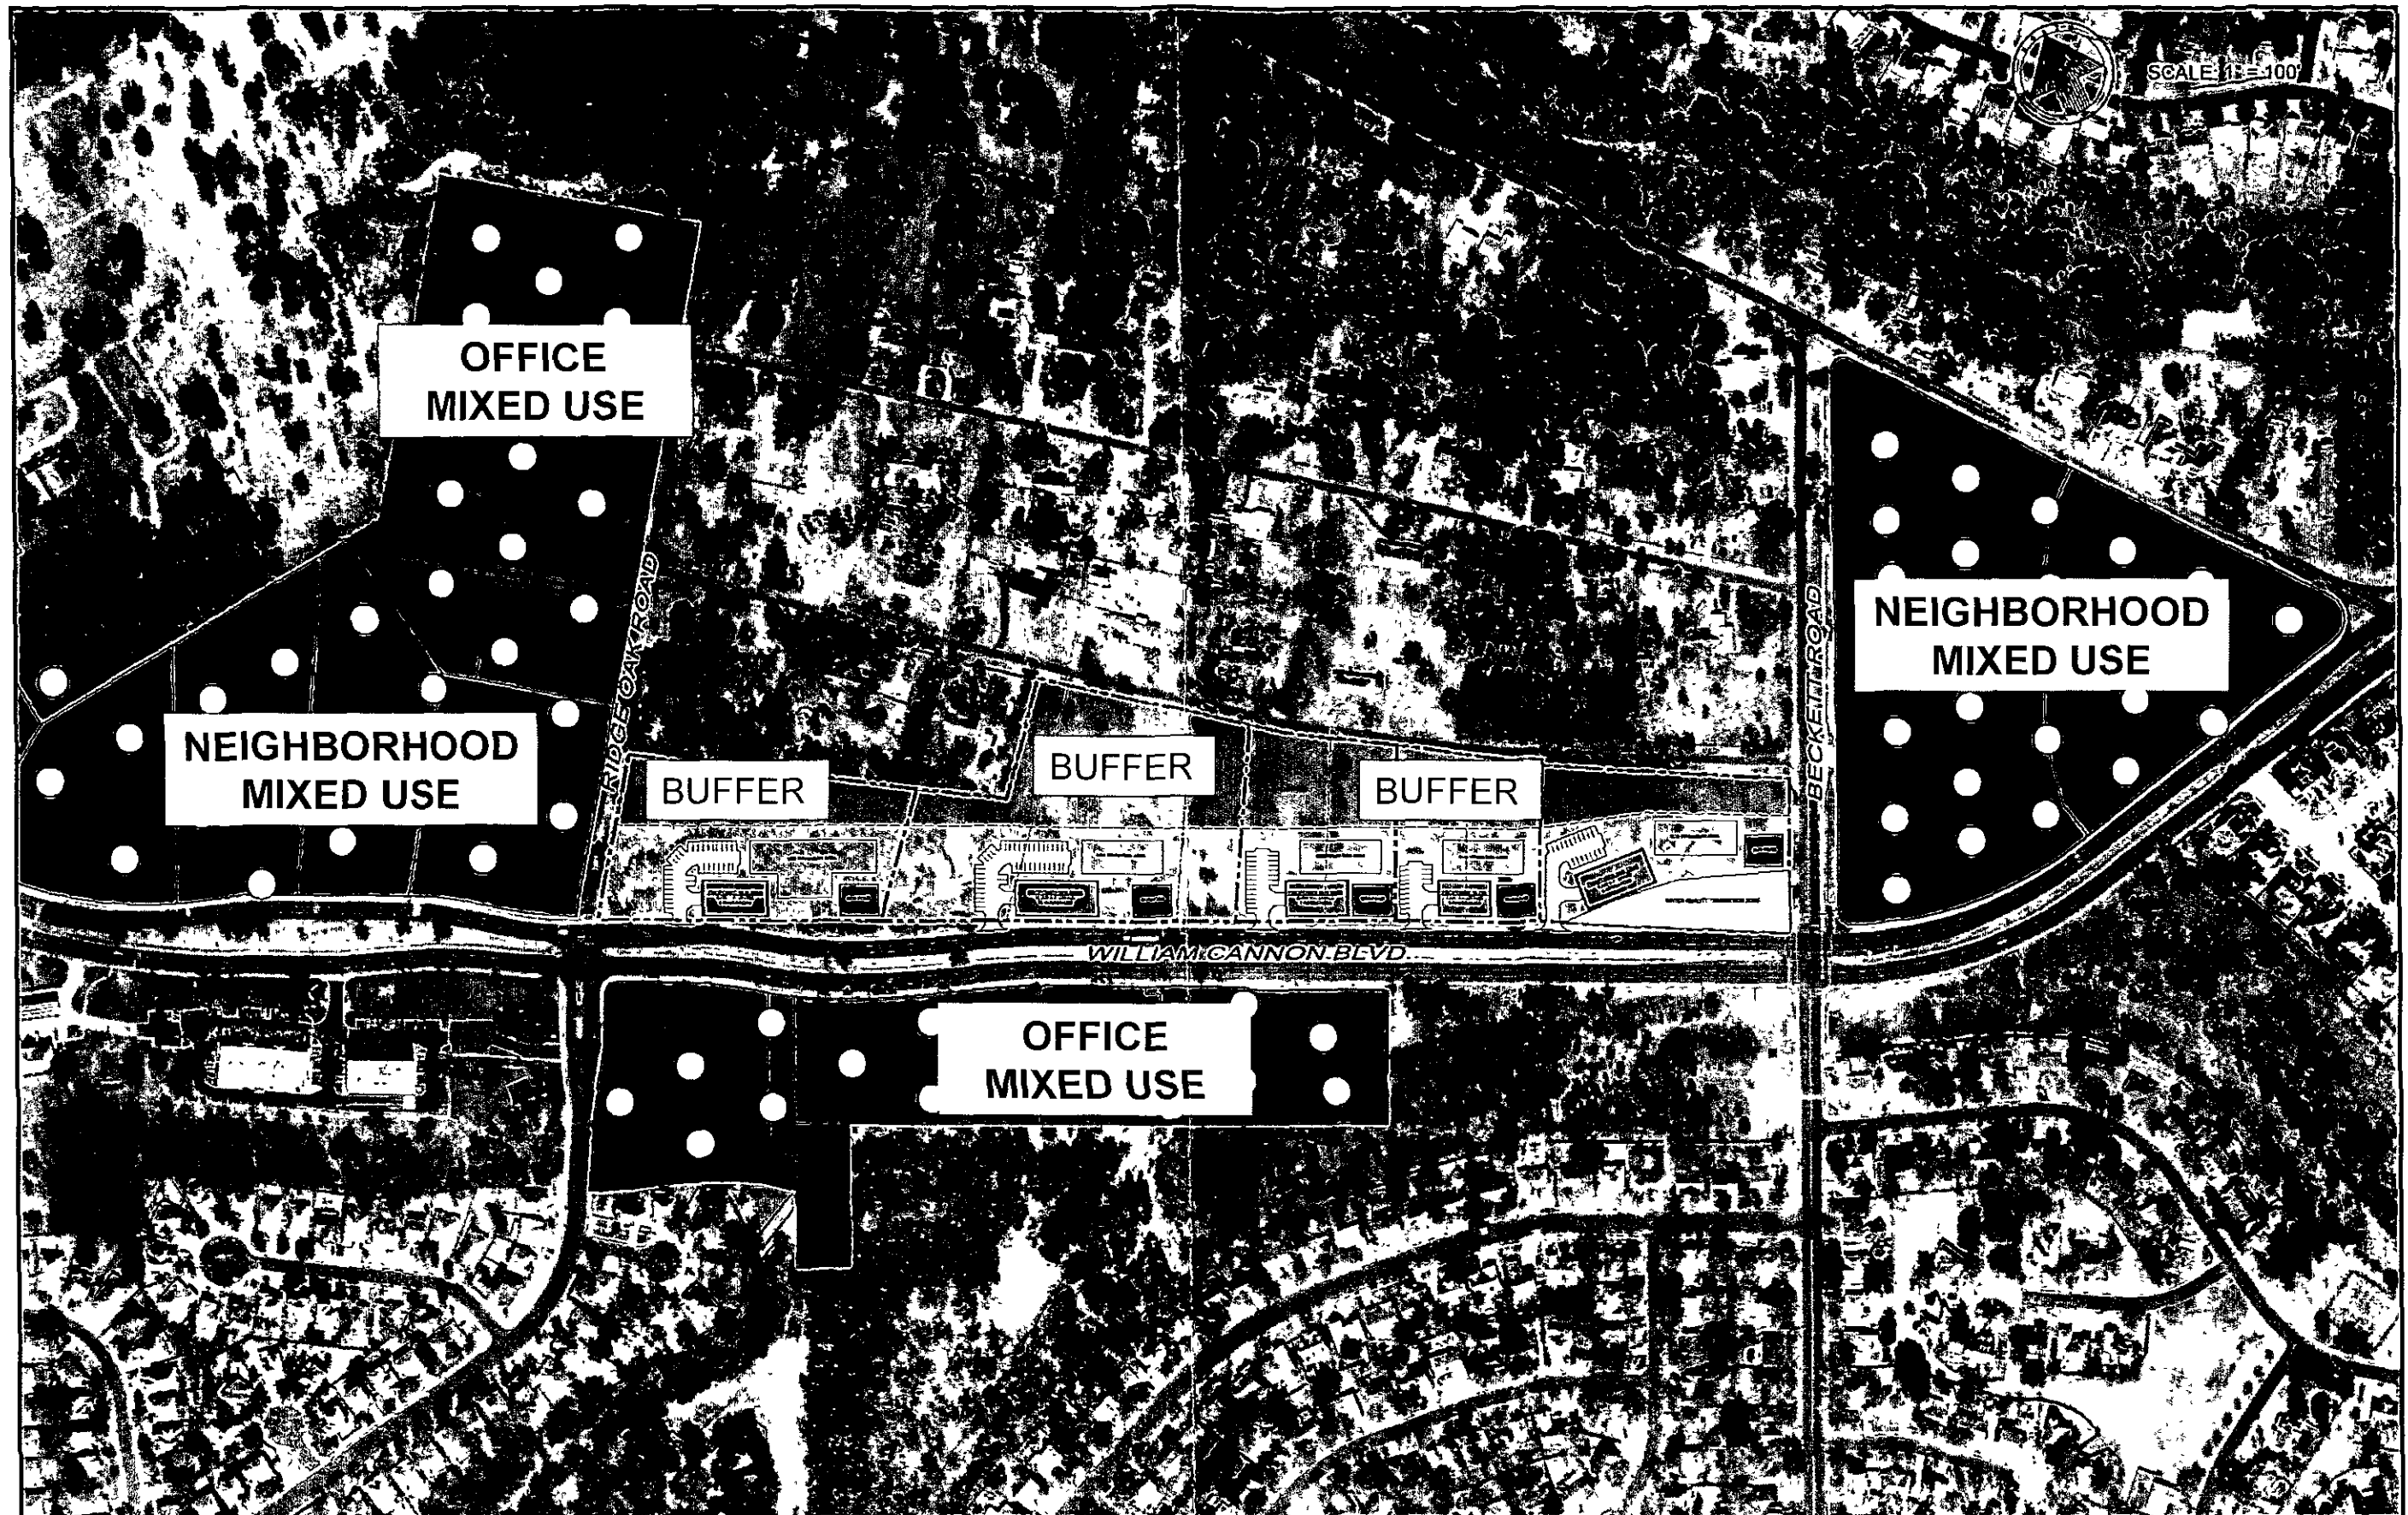 SCALE: 1" = 100'
OFFICE
MIXED USE
NEIGHBORHOOD
MIXED USE
RIDGE OAK ROAD
BECKETT ROAD
NEIGHBORHOOD
MIXED USE
BUFFER
BUFFER
BUFFER
WILLIAM CANNON BLVD
OFFICE
MIXED USE